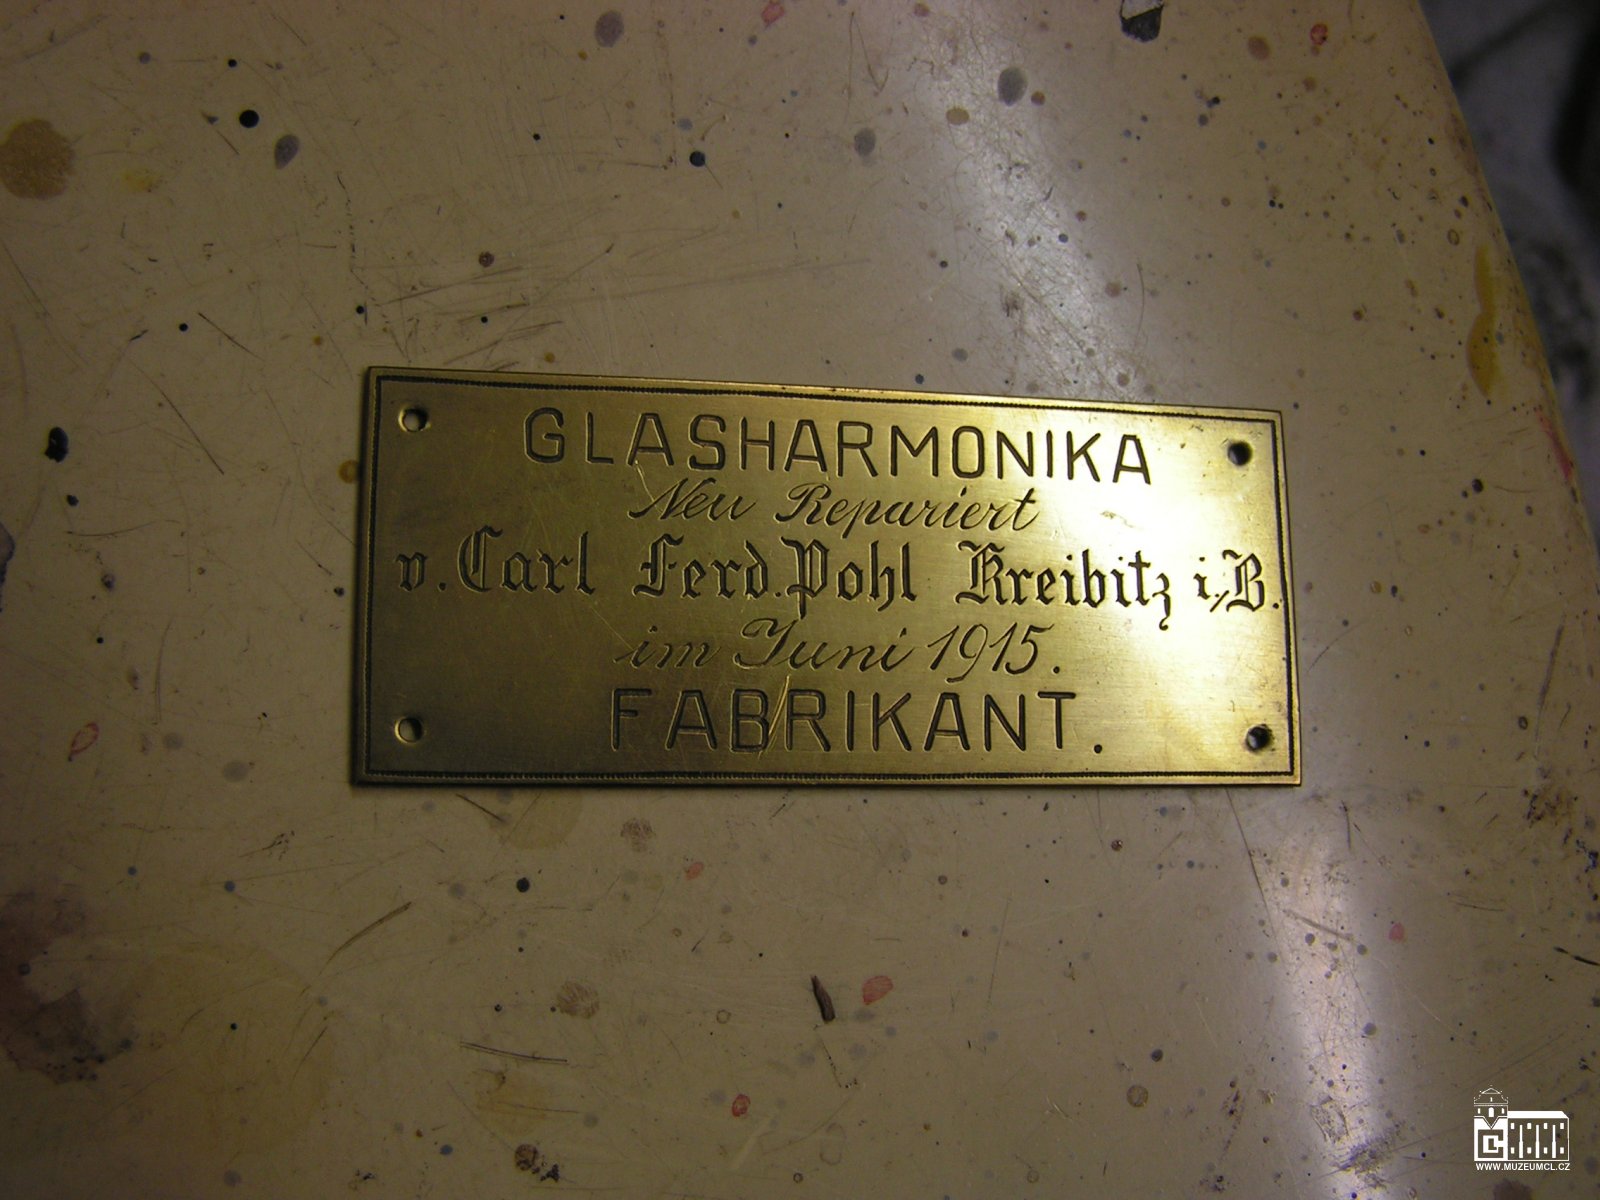 GLASHARMONIKA
Neu Repariert
v. Carl Ferd. Pohl Kreibitz i/B.
im Juni 1915.
FABRIKANT.
WWW.MUZEUMCL.CZ